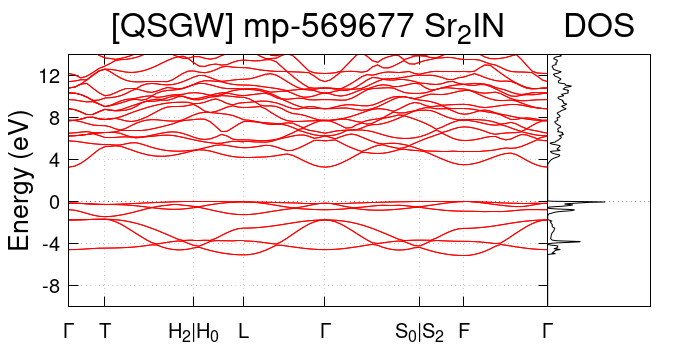 [QSGW] mp-569677 Sr₂IN DOS
Energy (eV)
12
8
4
0
-4
-8
Γ T H₂|H₀ L Γ S₀|S₂ F Γ